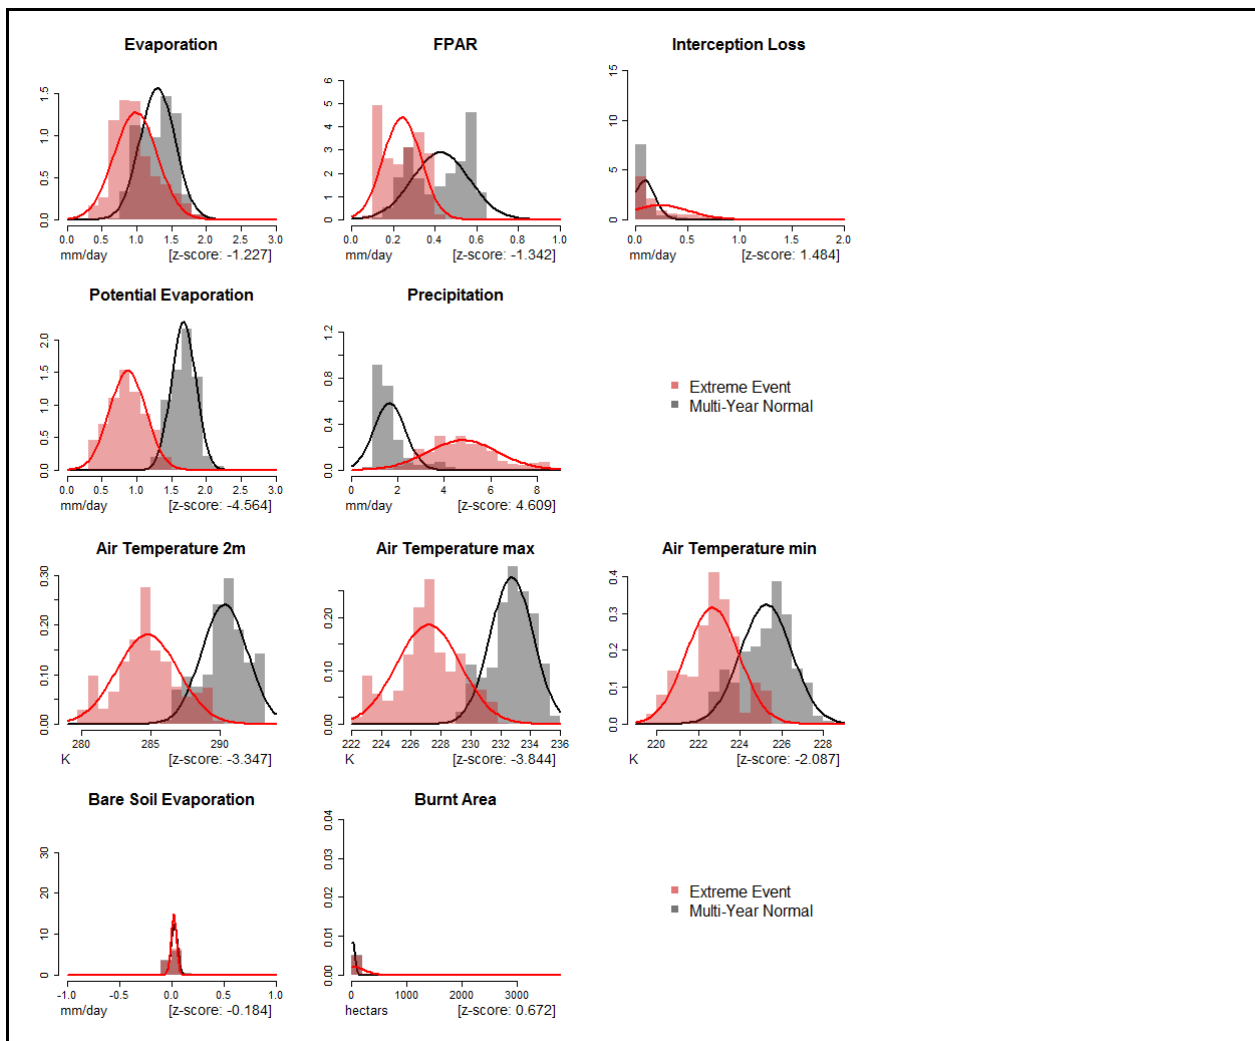 Evaporation
FPAR
Interception Loss
0.0 0.5 1.0 1.5
0 1 2 3 4 5 6
0 5 10 15
0.0 0.5 1.0 1.5 2.0 2.5 3.0
0.0 0.2 0.4 0.6 0.8 1.0
0.0 0.5 1.0 1.5 2.0
mm/day [z-score: -1.227]
mm/day [z-score: -1.342]
mm/day [z-score: 1.484]
Potential Evaporation
Precipitation
0.0 0.5 1.0 1.5 2.0
0.0 0.4 0.8 1.2
Extreme Event
Multi-Year Normal
0.0 0.5 1.0 1.5 2.0 2.5 3.0
0 2 4 6 8
mm/day [z-score: -4.564]
mm/day [z-score: 4.609]
Air Temperature 2m
Air Temperature max
Air Temperature min
0.00 0.10 0.20 0.30
0.00 0.10 0.20
0.0 0.1 0.2 0.3 0.4
280 285 290
222 224 226 228 230 232 234 236
220 222 224 226 228
K [z-score: -3.347]
K [z-score: -3.844]
K [z-score: -2.087]
Bare Soil Evaporation
Burnt Area
0 10 20 30
0.00 0.01 0.02 0.03 0.04
Extreme Event
Multi-Year Normal
-1.0 -0.5 0.0 0.5 1.0
0 1000 2000 3000
mm/day [z-score: -0.184]
hectars [z-score: 0.672]